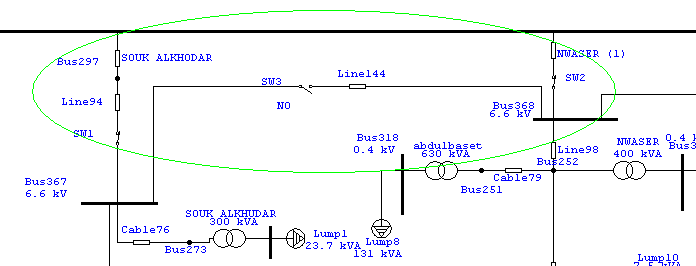 NWASER (1)
SOUK ALKHODAR
Bus297
Line144
SW3
SW2
Line94
NO
Bus368
6.6 kV
SW1
Bus318
0.4 kV
abdulbaset
630 kVA
Line98
NWASER
400 kVA
0.4 k
Bus252
Cable79
Bus251
Bus367
6.6 kV
SOUK ALKHUDAR
300 kVA
Cable76
Bus273
Lump1
23.7 kVA
Lump8
131 kVA
Lump10